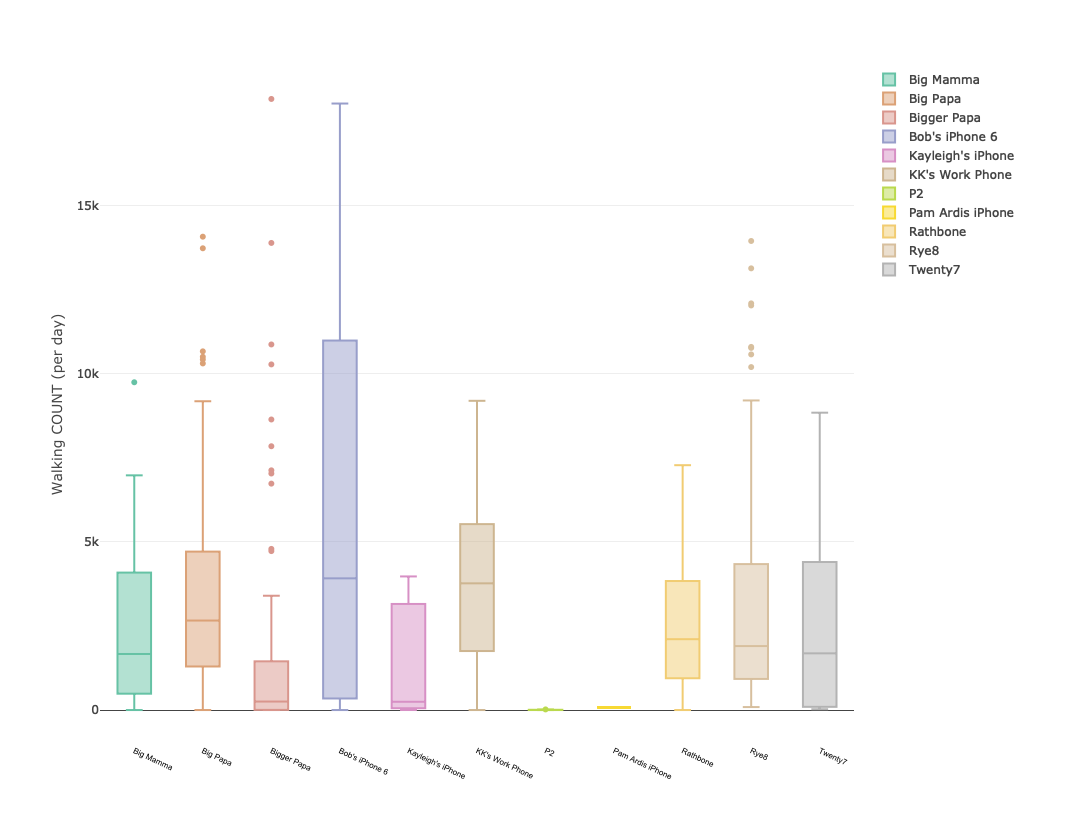 Big Mamma
Big Papa
Bigger Papa
Bob's iPhone 6
Kayleigh's iPhone
KK's Work Phone
P2
Pam Ardis iPhone
Rathbone
Rye8
Twenty7
15k
10k
5k
0
Walking COUNT (per day)
Big Mamma
Big Papa
Bigger Papa
Bob's iPhone 6
Kayleigh's iPhone
KK's Work Phone
P2
Pam Ardis iPhone
Rathbone
Rye8
Twenty7